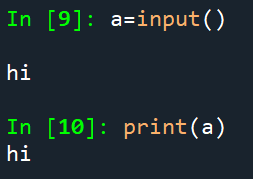 In [9]: a=input()
hi
In [10]: print(a)
hi